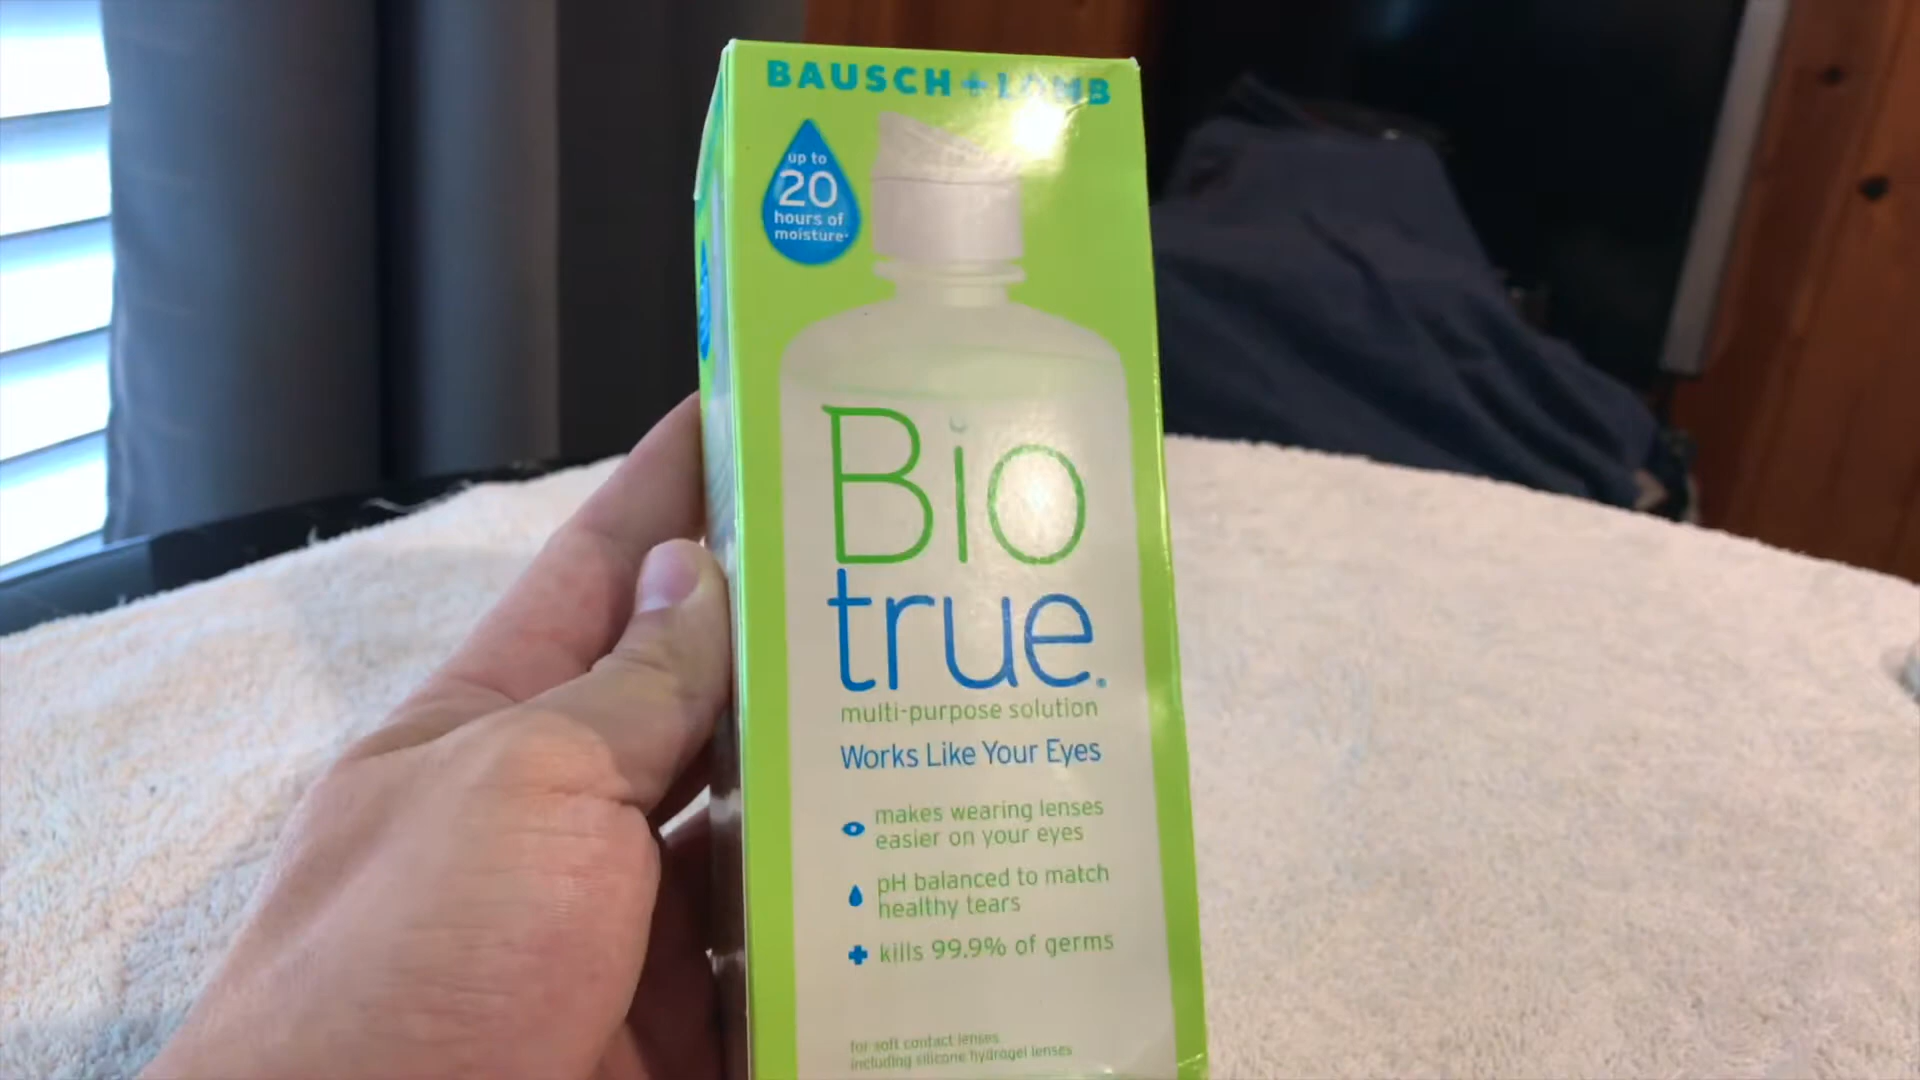 BAUSCH + LOMB
up to
20
hours of
moisture*
Bio
true®
multi-purpose solution
Works Like Your Eyes
makes wearing lenses
easier on your eyes
pH balanced to match
healthy tears
kills 99.9% of germs
for soft contact lenses
including silicone hydrogel lenses